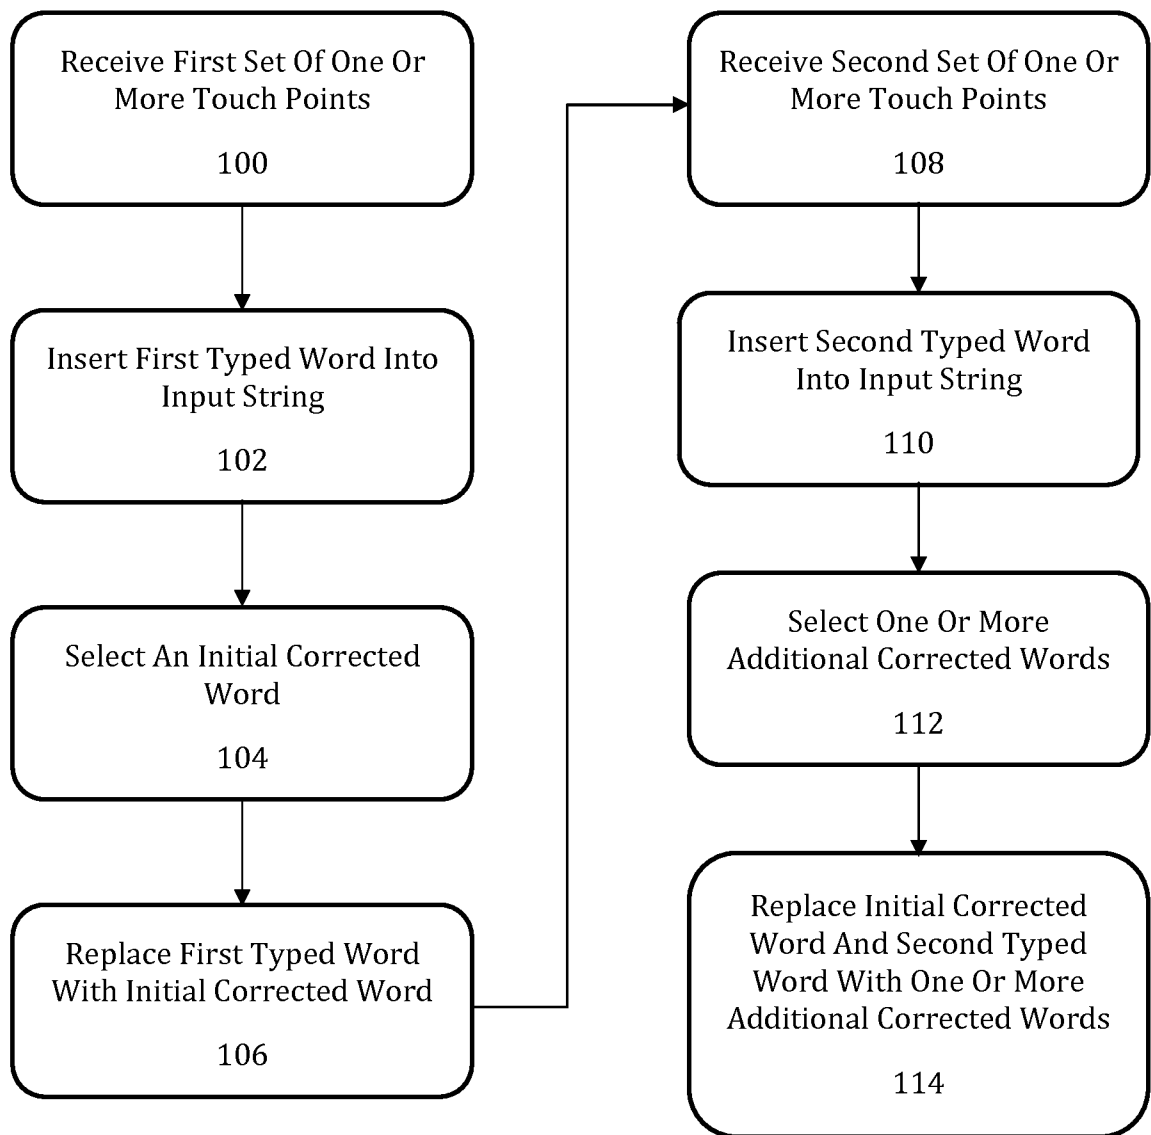 Receive First Set Of One Or
More Touch Points
100
Insert First Typed Word Into
Input String
102
Select An Initial Corrected
Word
104
Replace First Typed Word
With Initial Corrected Word
106
Receive Second Set Of One Or
More Touch Points
108
Insert Second Typed Word
Into Input String
110
Select One Or More
Additional Corrected Words
112
Replace Initial Corrected
Word And Second Typed
Word With One Or More
Additional Corrected Words
114